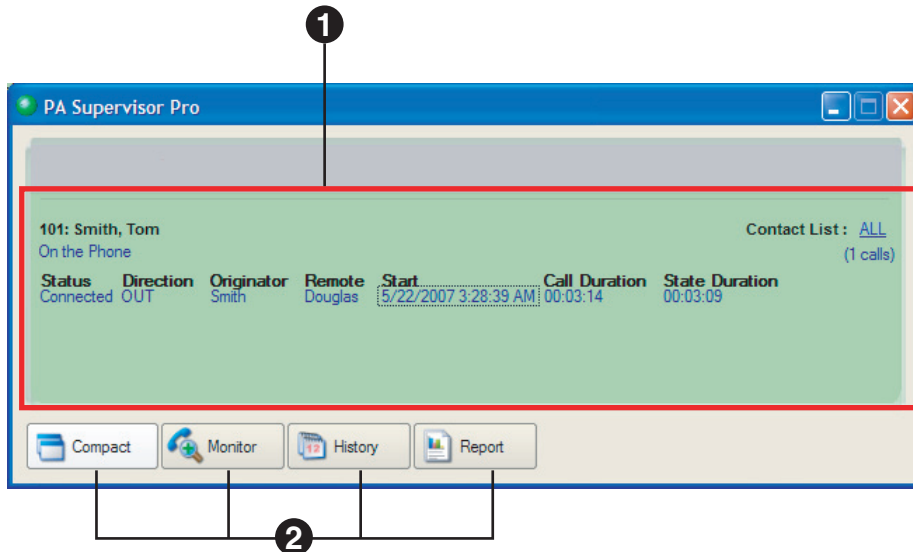 1
PA Supervisor Pro
101: Smith, Tom Contact List : ALL
On the Phone (1 calls)
Status Direction Originator Remote Start Call Duration State Duration
Connected OUT Smith Douglas 5/22/2007 3:28:39 AM 00:03:14 00:03:09
Compact Monitor 12 History Report
2